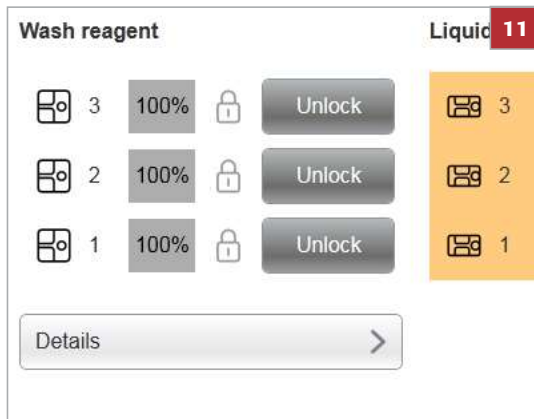 Wash reagent
Liquid
11
3 100% Unlock
3
2 100% Unlock
2
1 100% Unlock
1
Details